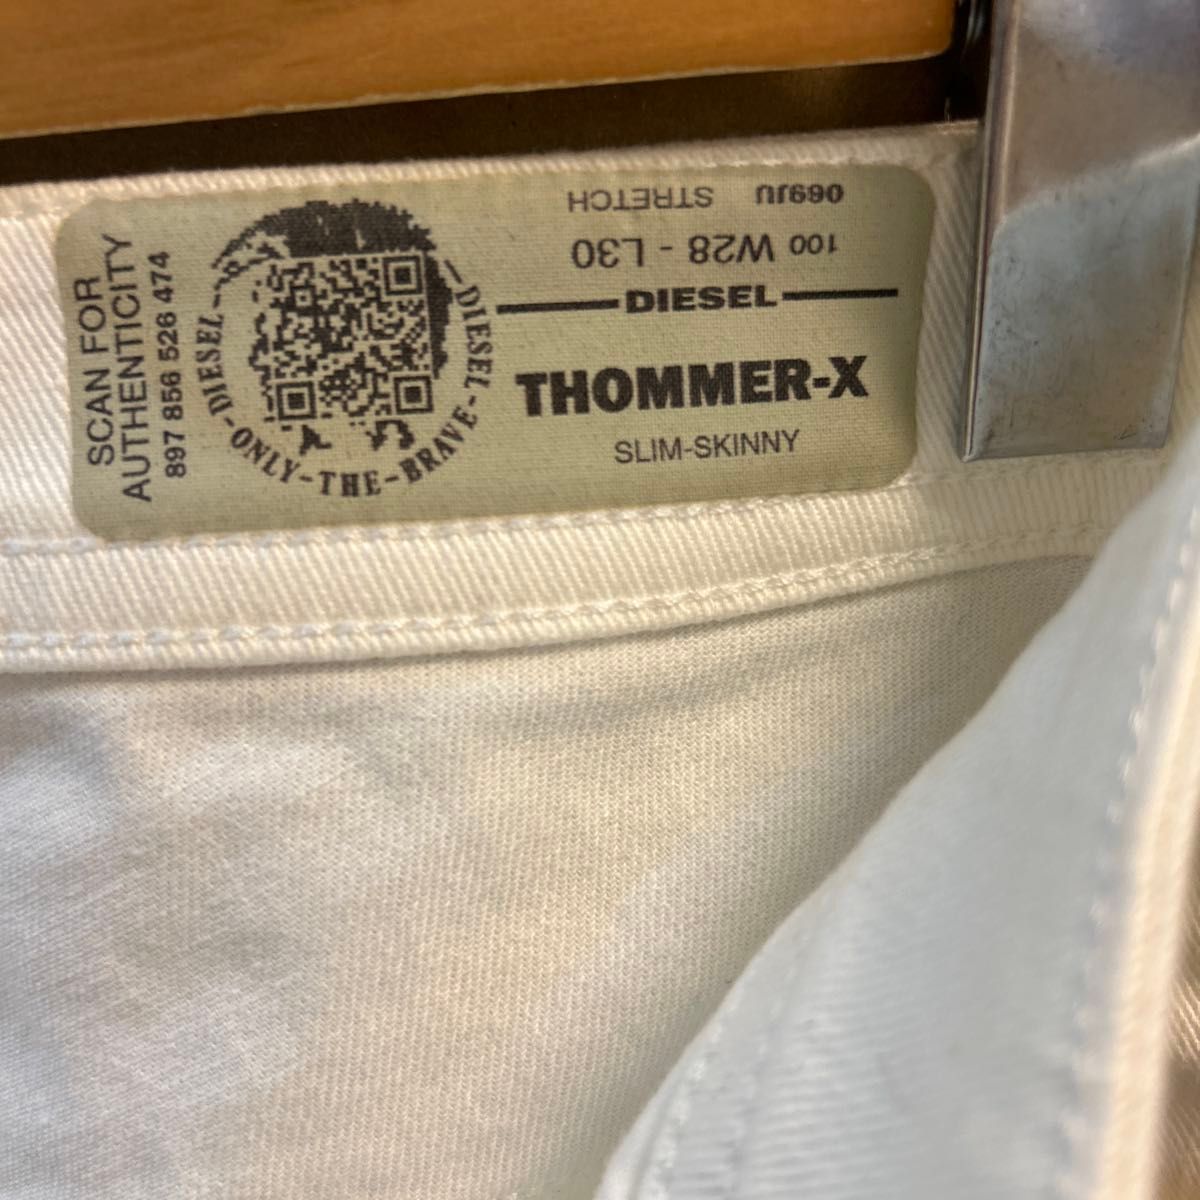 SCAN FOR
AUTHENTICITY
897 856 526 474
DIESEL-ONLY-THE-BRAVE-DIESEL-
069JU STRETCH
100 W28 - L30
DIESEL
THOMMER-X
SLIM-SKINNY